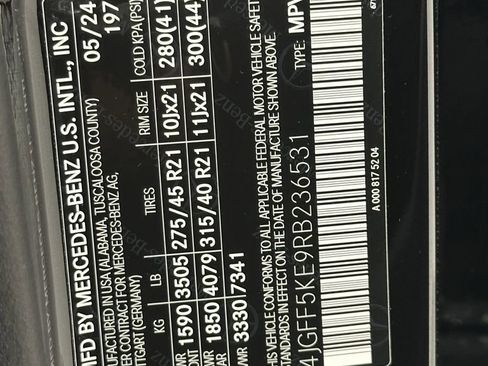 MFD BY MERCEDES-BENZ U.S. INTL., INC 05/24
IN USA (ALABAMA, TUSCALOOSA COUNTY) 197
ER CONTRACT FOR MERCEDES-BENZ AG,
TTGART (GERMANY)
KG LB RIM SIZE COLD KPA(PSI
WR 1590 3505 275/45 R21 10Jx21 280(41)
WR 1850 4079 315/40 R21 11Jx21 300(44)
VWR 3330 7341
THIS VEHICLE CONFORMS TO ALL APPLICABLE FEDERAL MOTOR VEHICLE SAFETY
IN EFFECT ON THE DATE OF MANUFACTURE SHOWN ABOVE.
4JGFF5KE9RB236531 TYPE: MPV
A 000 817 52 04